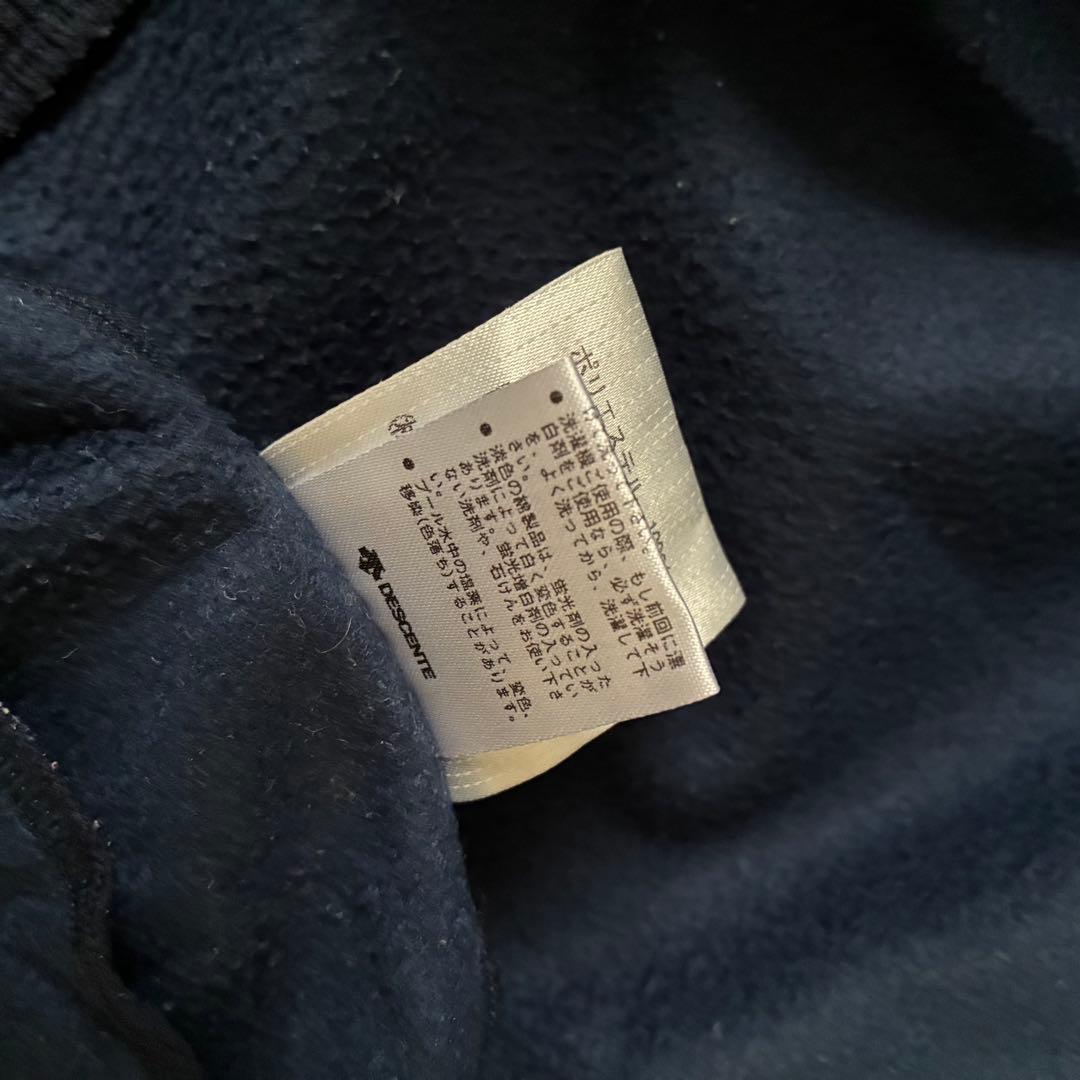 ポリエステル
● 洗濯機ご使用の際、もし前回に漂
白剤をご使用なら、必ず洗濯そう
を、よく洗ってから、洗濯して下
さい。
● 淡色の綿製品は、蛍光剤の入った
洗剤によって白く変色することが
あります。蛍光増白剤の入ってい
ない洗剤や、石けんをお使い下さ
い。
● プール水中の塩素によって、変色、
移染(色落ち)することがあります。
DESCENTE